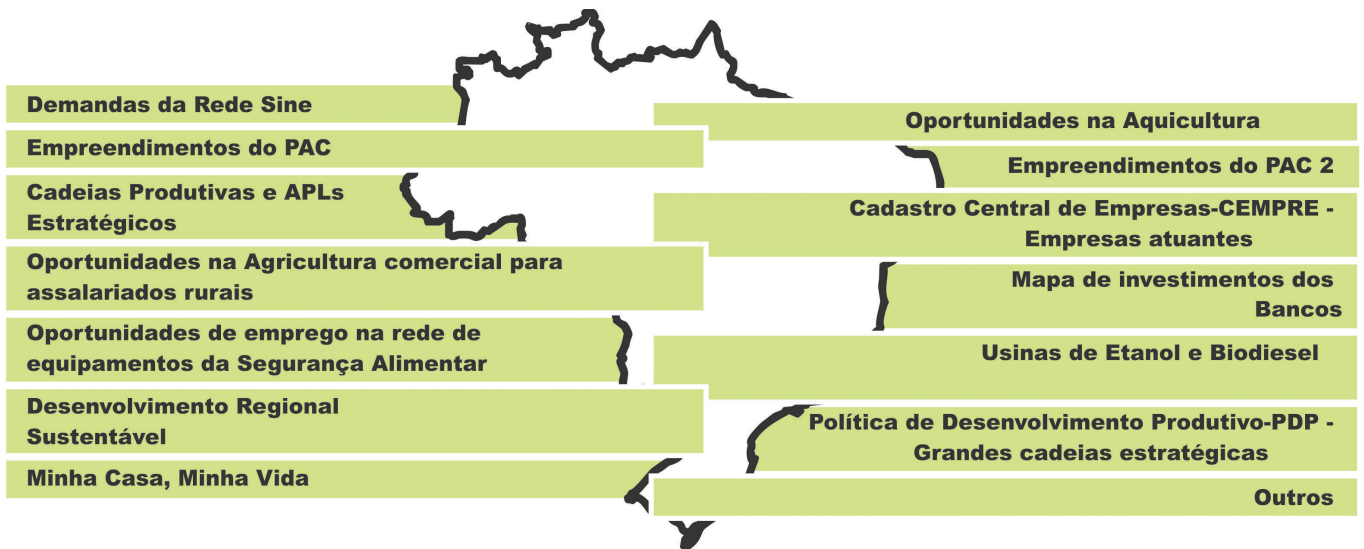 Demandas da Rede Sine
Empreendimentos do PAC
Cadeias Produtivas e APLs
Estratégicos
Oportunidades na Agricultura comercial para
assalariados rurais
Oportunidades de emprego na rede de
equipamentos da Segurança Alimentar
Desenvolvimento Regional
Sustentável
Minha Casa, Minha Vida
Oportunidades na Aquicultura
Empreendimentos do PAC 2
Cadastro Central de Empresas-CEMPRE -
Empresas atuantes
Mapa de investimentos dos
Bancos
Usinas de Etanol e Biodiesel
Política de Desenvolvimento Produtivo-PDP -
Grandes cadeias estratégicas
Outros